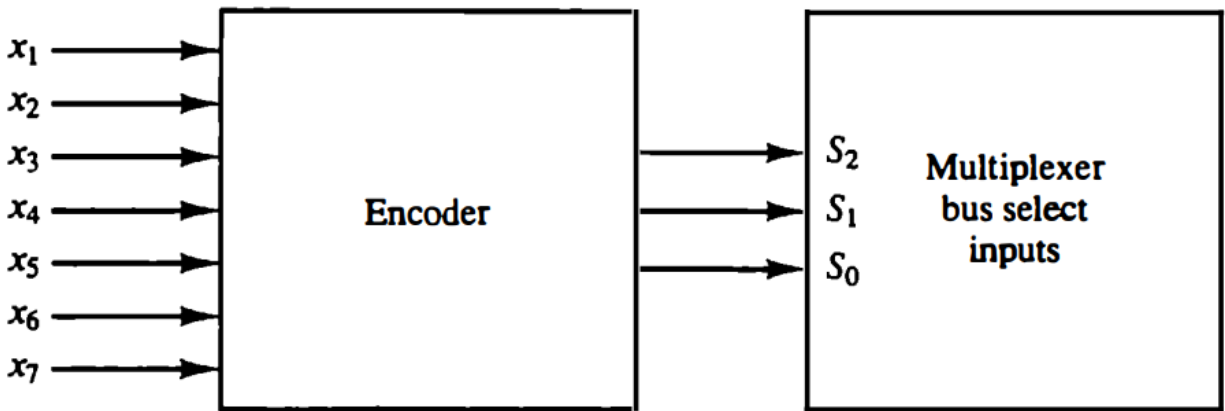 x₁
x₂
x₃
x₄
x₅
x₆
x₇
Encoder
S₂
S₁
S₀
Multiplexer
bus select
inputs